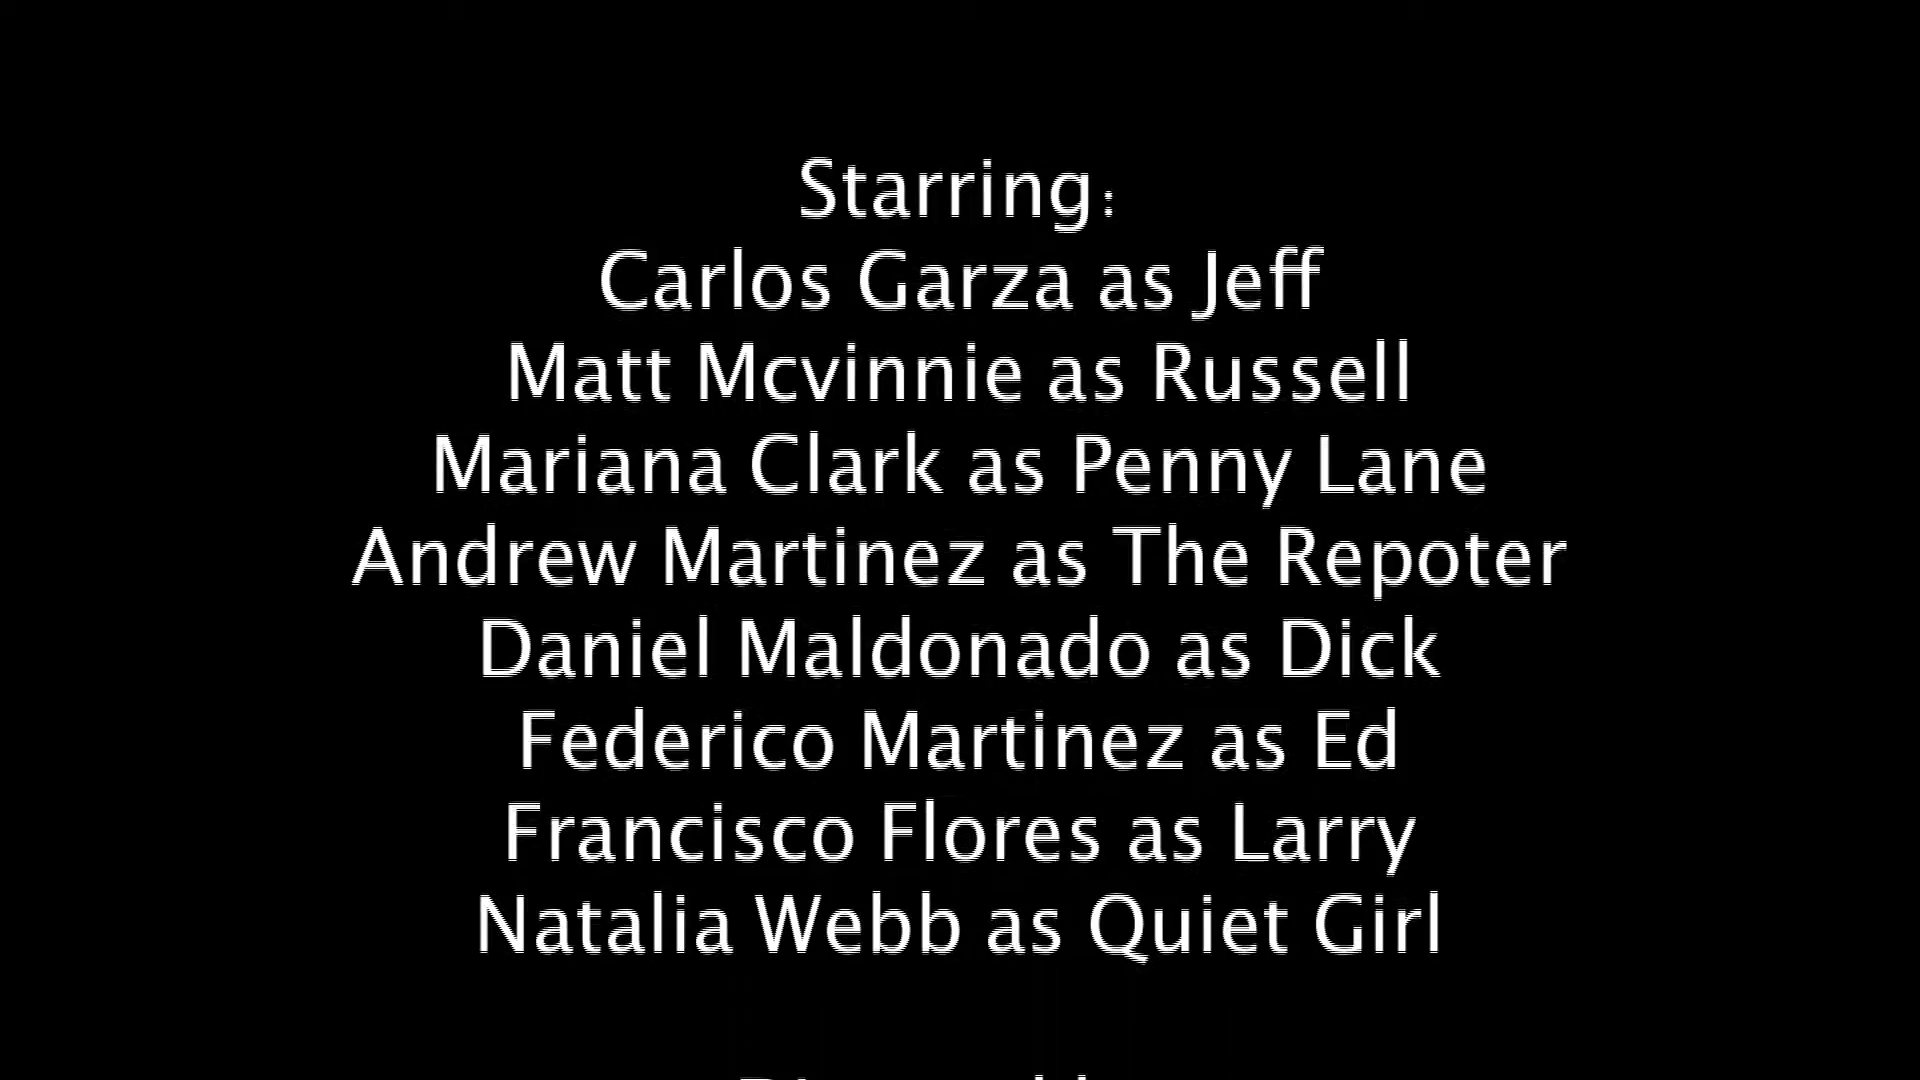 Starring:
Carlos Garza as Jeff
Matt Mcvinnie as Russell
Mariana Clark as Penny Lane
Andrew Martinez as The Repoter
Daniel Maldonado as Dick
Federico Martinez as Ed
Francisco Flores as Larry
Natalia Webb as Quiet Girl